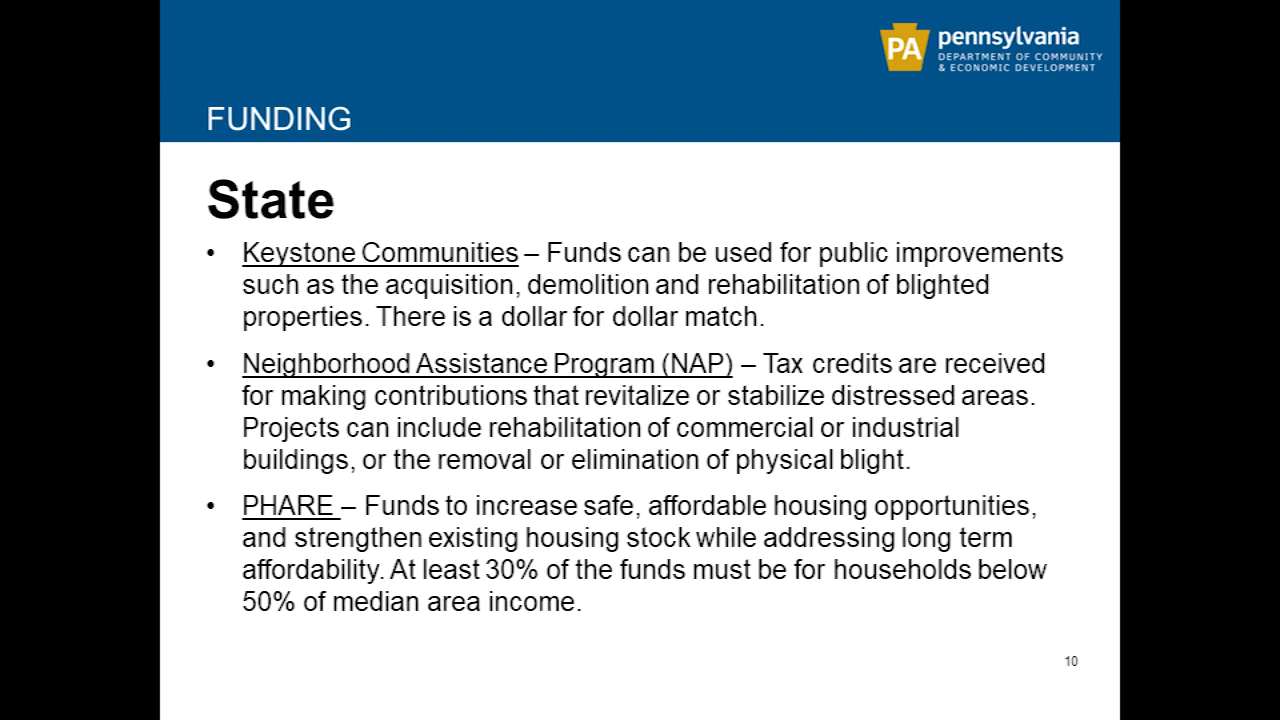 PA
pennsylvania
DEPARTMENT OF COMMUNITY
& ECONOMIC DEVELOPMENT
FUNDING
State
• Keystone Communities – Funds can be used for public improvements
such as the acquisition, demolition and rehabilitation of blighted
properties. There is a dollar for dollar match.
• Neighborhood Assistance Program (NAP) – Tax credits are received
for making contributions that revitalize or stabilize distressed areas.
Projects can include rehabilitation of commercial or industrial
buildings, or the removal or elimination of physical blight.
• PHARE – Funds to increase safe, affordable housing opportunities,
and strengthen existing housing stock while addressing long term
affordability. At least 30% of the funds must be for households below
50% of median area income.
10